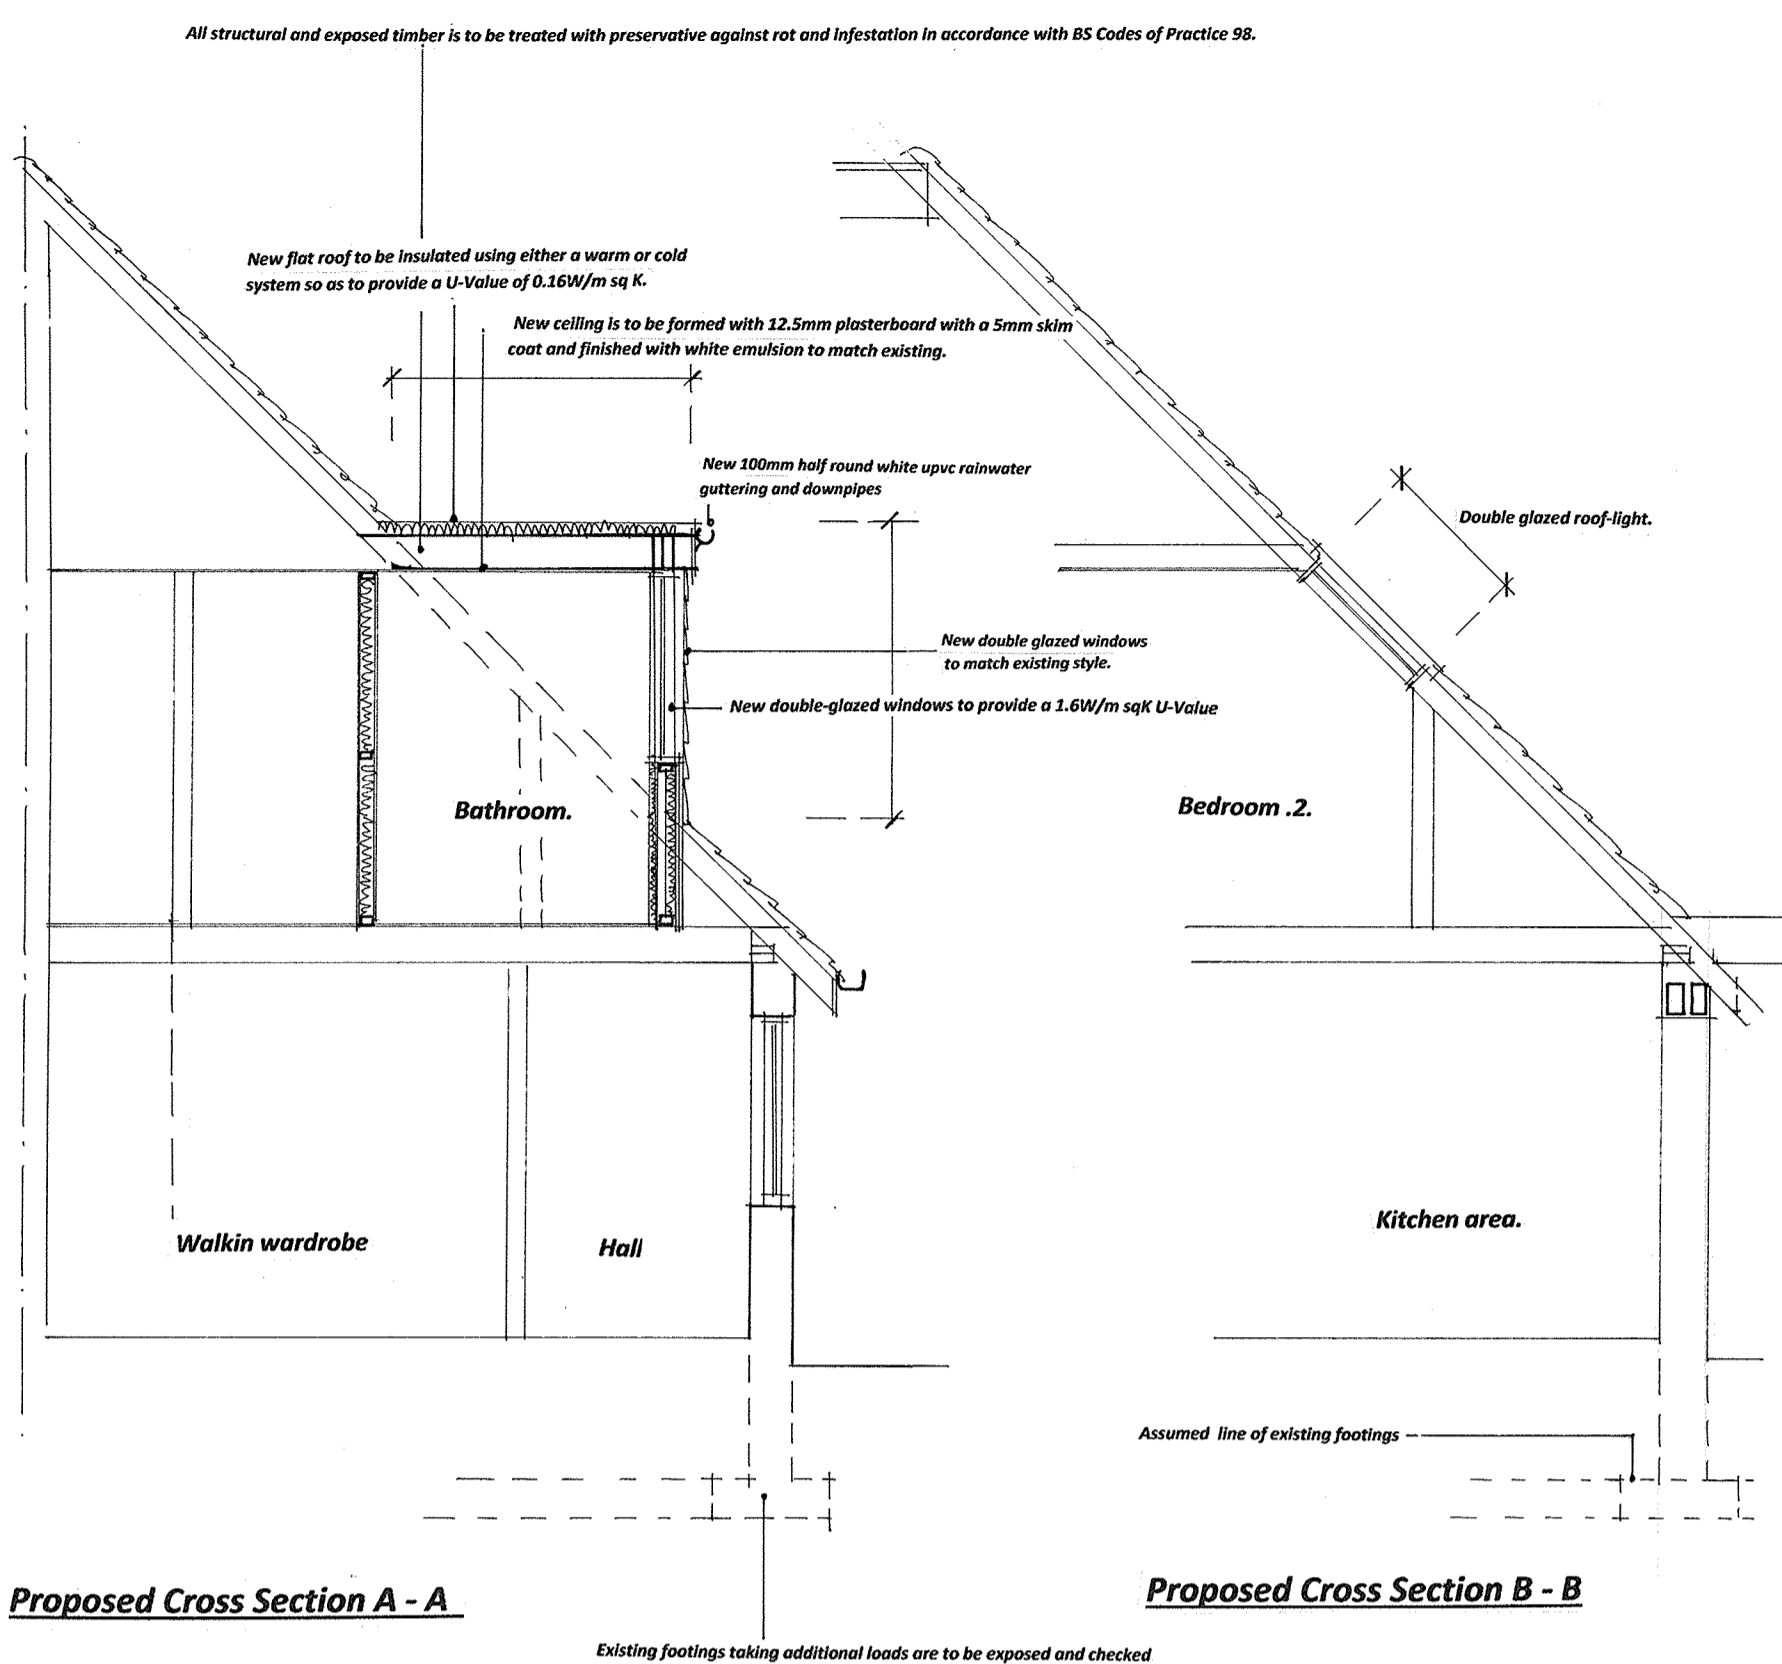 All structural and exposed timber is to be treated with preservative against rot and infestation in accordance with BS Codes of Practice 98.
New flat roof to be insulated using either a warm or cold
system so as to provide a U-Value of 0.16W/m sq K.
New ceiling is to be formed with 12.5mm plasterboard with a 5mm skim
coat and finished with white emulsion to match existing.
New 100mm half round white upvc rainwater
guttering and downpipes
Double glazed roof-light.
New double glazed windows
to match existing style.
New double-glazed windows to provide a 1.6W/m sqK U-Value
Bathroom.
Bedroom .2.
Walkin wardrobe
Hall
Kitchen area.
Assumed line of existing footings
Proposed Cross Section A - A
Proposed Cross Section B - B
Existing footings taking additional loads are to be exposed and checked